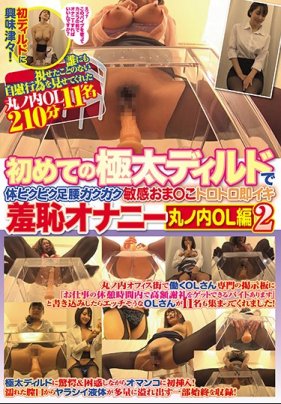 初ディルドに
興味津々！
誰にも
視せたことのない
自慰行為を見せてくれた
丸ノ内OL11名
210分
初めての極太ディルドで
体ビクビク足腰ガクガク敏感おま〇こトロトロ即イキ
羞恥オナニー丸ノ内OL編2
丸ノ内オフィス街で働くOLさん専門の掲示板に
「お仕事の休憩時間内で高額謝礼をゲットできるバイトあります」
と書き込みしたらエッチそうなOLさんが11名も集まってくれました！
極太ディルドに驚愕&困惑しながらオマンコに初挿入！
濡れた膣口からヤラシイ液体が多量に溢れ出す一部始終を収録！